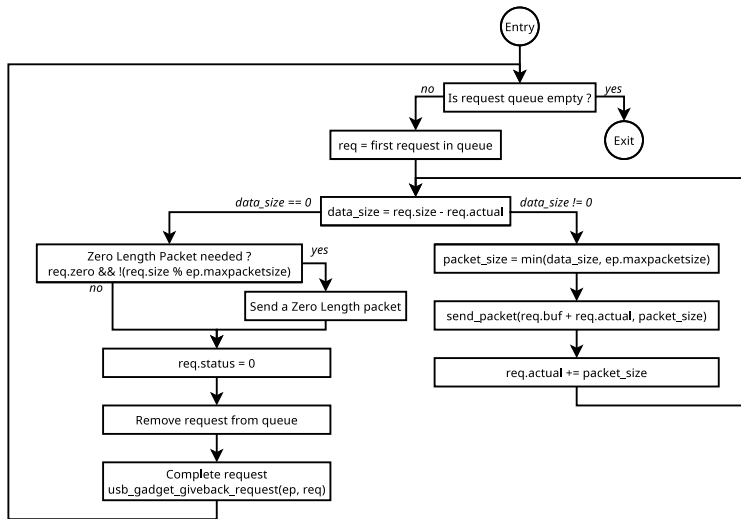 Entry
Is request queue empty ?
no
yes
Exit
req = first request in queue
data_size = req.size - req.actual
data_size == 0
data_size != 0
Zero Length Packet needed ?
req.zero && !(req.size % ep.maxpacketsize)
yes
no
Send a Zero Length packet
packet_size = min(data_size, ep.maxpacketsize)
send_packet(req.buf + req.actual, packet_size)
req.actual += packet_size
req.status = 0
Remove request from queue
Complete request
usb_gadget_giveback_request(ep, req)